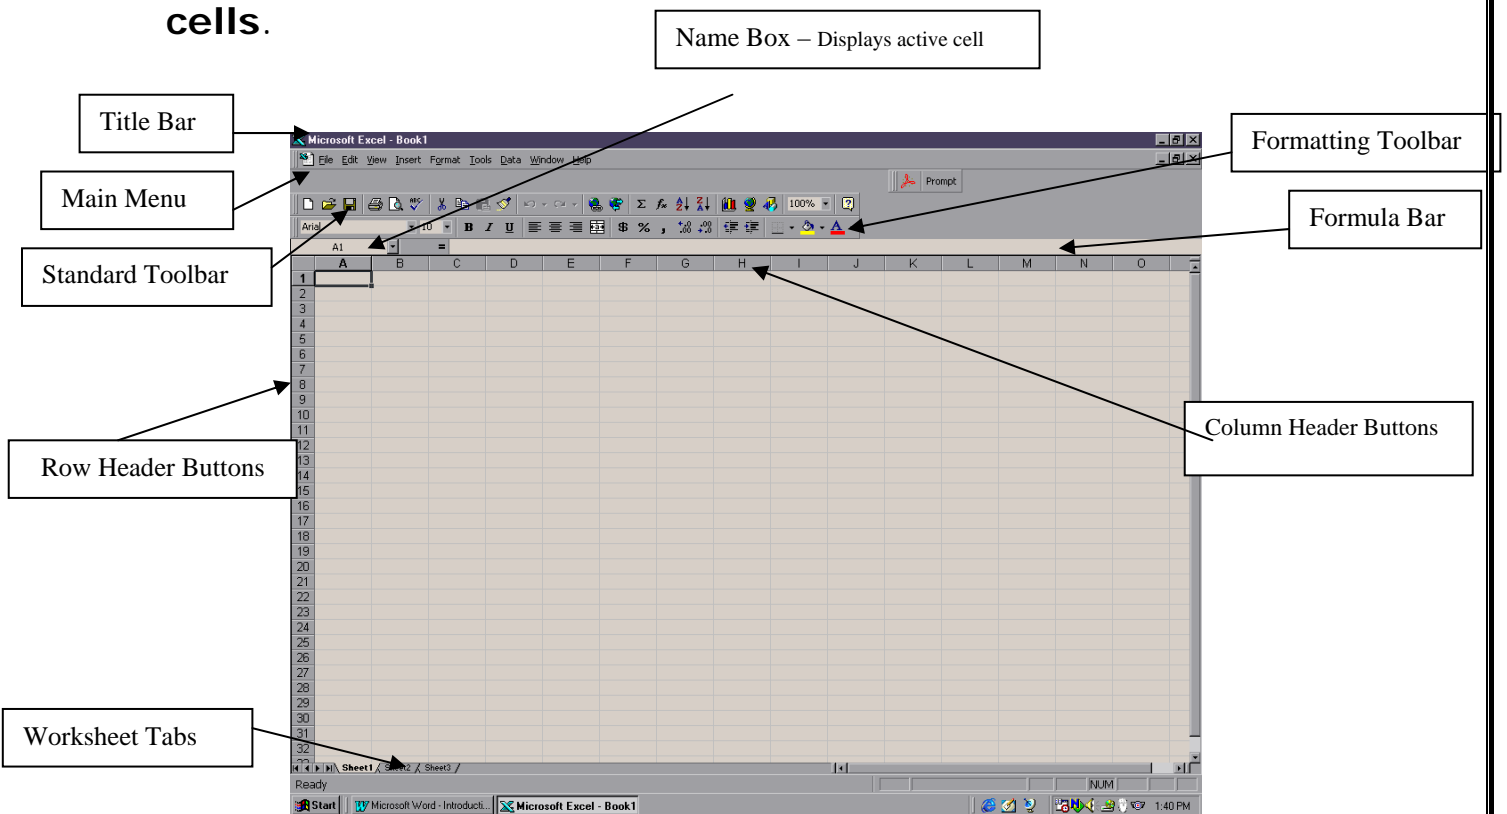 cells.
Name Box – Displays active cell
Title Bar
Formatting Toolbar
Main Menu
Formula Bar
Standard Toolbar
Microsoft Excel - Book1
File Edit View Insert Format Tools Data Window Help
Prompt
100%
Arial 10 B I U $ % ,
A1 =
A B C D E F G H I J K L M N O
1
2
3
4
5
6
7
8
9
10
11
12
13
14
15
16
17
18
19
20
21
22
23
24
25
26
27
28
29
30
31
32
Column Header Buttons
Row Header Buttons
Worksheet Tabs
Sheet1 Sheet2 Sheet3
Ready NUM
Start Microsoft Word - Introducti... Microsoft Excel - Book1 1:40 PM